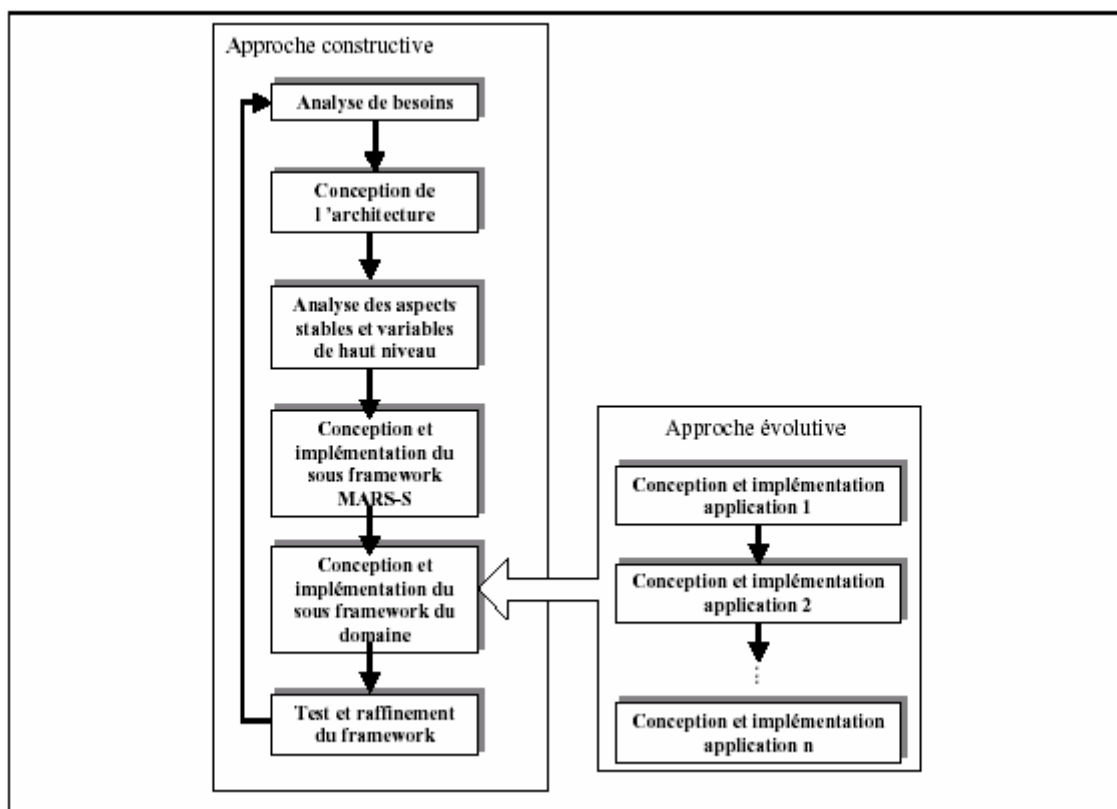 Approche constructive
Analyse de besoins
Conception de
l 'architecture
Analyse des aspects
stables et variables
de haut niveau
Conception et
implémentation du
sous framework
MARS-S
Conception et
implémentation du
sous framework du
domaine
Test et raffinement
du framework
Approche évolutive
Conception et implémentation
application 1
Conception et implémentation
application 2
Conception et implémentation
application n